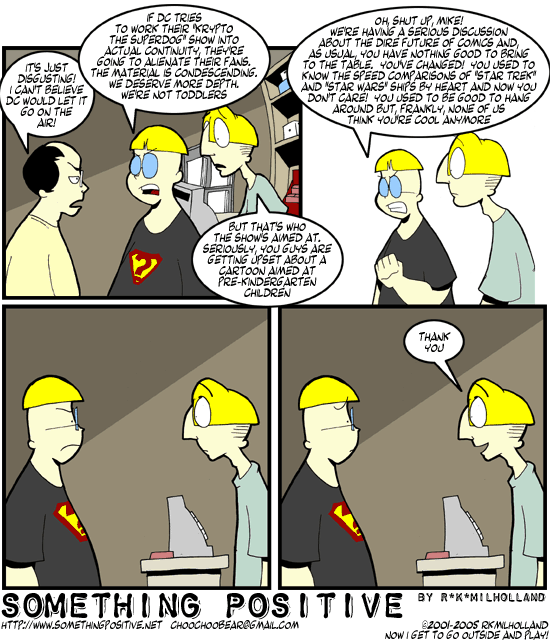 IT'S JUST
DISGUSTING!
I CAN'T BELIEVE
DC WOULD LET IT
GO ON THE
AIR!
IF DC TRIES
TO WORK THEIR "KRYPTO
THE SUPERDOG" SHOW INTO
ACTUAL CONTINUITY, THEY'RE
GOING TO ALIENATE THEIR FANS.
THE MATERIAL IS CONDESCENDING.
WE DESERVE MORE DEPTH.
WE'RE NOT TODDLERS
BUT THAT'S WHO
THE SHOW'S AIMED AT.
SERIOUSLY, YOU GUYS ARE
GETTING UPSET ABOUT A
CARTOON AIMED AT
PRE-KINDERGARTEN
CHILDREN
OH, SHUT UP, MIKE!
WE'RE HAVING A SERIOUS DISCUSSION
ABOUT THE DIRE FUTURE OF COMICS AND,
AS USUAL, YOU HAVE NOTHING GOOD TO BRING
TO THE TABLE. YOU'VE CHANGED! YOU USED TO
KNOW THE SPEED COMPARISONS OF "STAR TREK"
AND "STAR WARS" SHIPS BY HEART AND NOW YOU
DON'T CARE! YOU USED TO BE GOOD TO HANG
AROUND BUT, FRANKLY, NONE OF US
THINK YOU'RE COOL ANYMORE
THANK
YOU
SOMETHING POSITIVE BY R*K*MILHOLLAND
HTTP://WWW.SOMETHINGPOSITIVE.NET CHOOCHOOBEAR@GMAIL.COM ©2001-2005 RKMILHOLLAND
NOW I GET TO GO OUTSIDE AND PLAY!